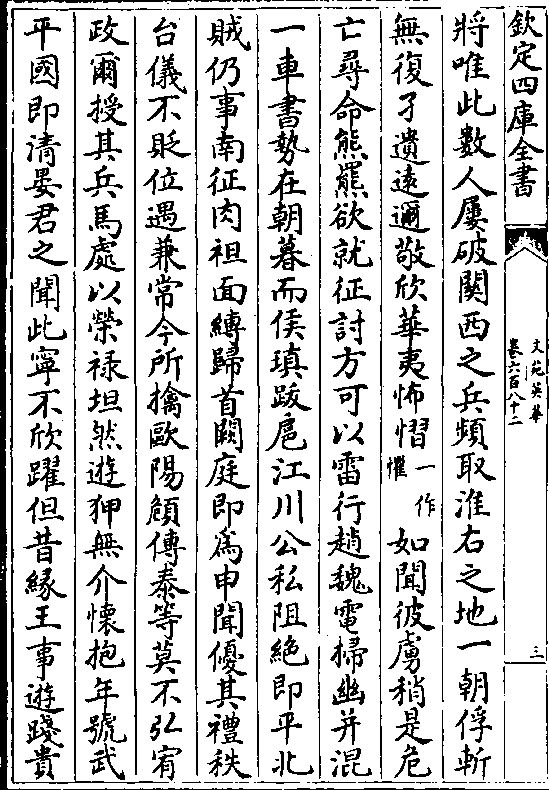 欽定四庫全書
文苑英華
卷六百八十二
三
將唯此數人屢破關西之兵頻取淮右之地一朝俘斬
無復孑遺遠邇敬欣華夷怖慴一作懼如聞彼虜稍是危
亡尋命熊羆欲就征討方可以雷行趙魏電掃幽并混
一車書勢在朝暮而侯瑱跋扈江川公私阻絶即平北
賊仍事南征肉袒面縛歸首闕庭即為申聞優其禮秩
台儀不貶位遇兼常今所擒歐陽頠傅泰等莫不弘宥
政爾授其兵馬處以榮禄坦然遊狎無介懷抱年號武
平國即清晏君之聞此寧不欣躍但昔緣王事遊踐貴